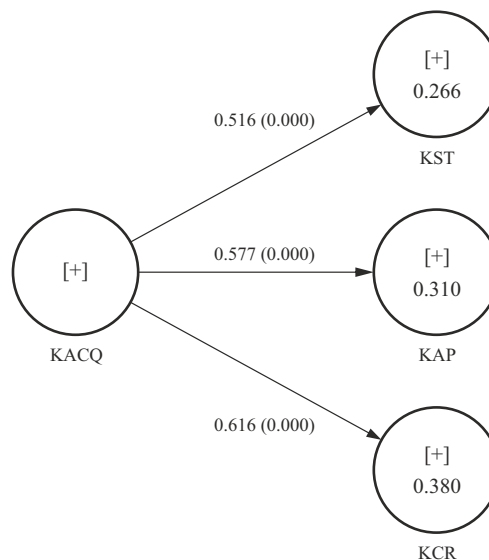 [+]
0.266
KST
0.516 (0.000)
[+]
KACQ
0.577 (0.000)
[+]
0.310
KAP
0.616 (0.000)
[+]
0.380
KCR